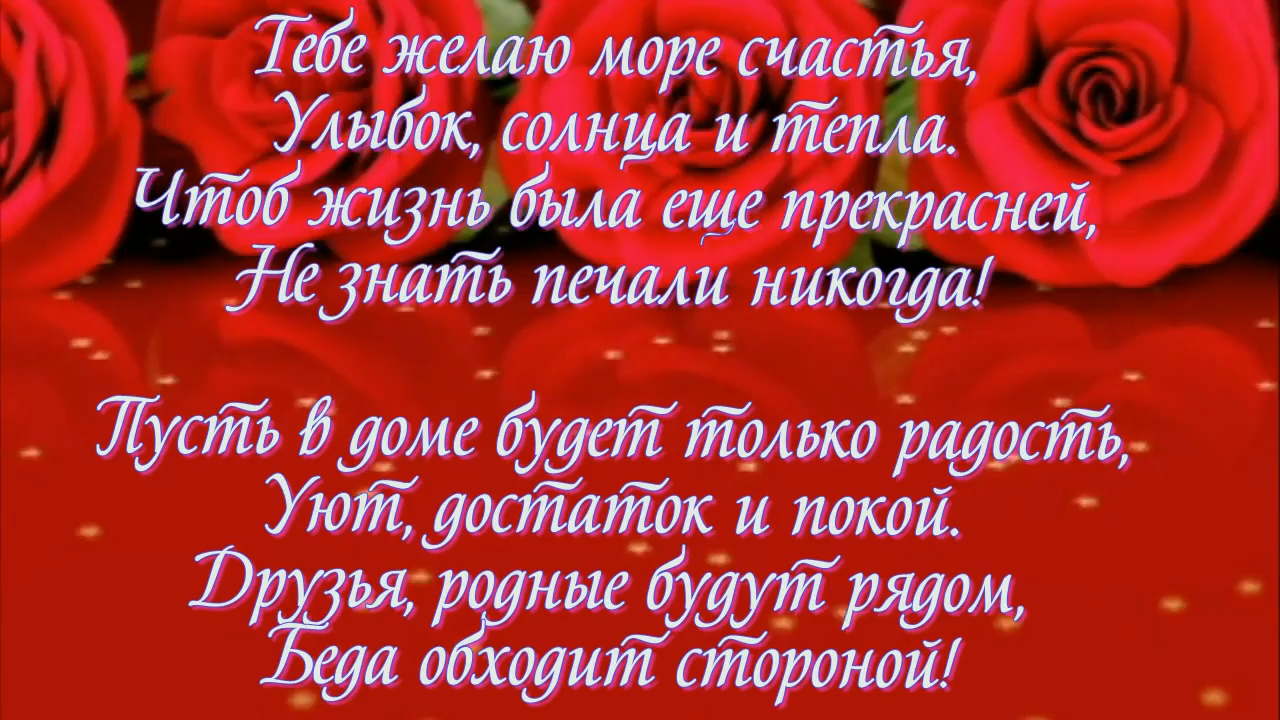 Тебе желаю море счастья,
Улыбок, солнца и тепла.
Чтоб жизнь была еще прекрасней,
Не знать печали никогда!
Пусть в доме будет только радость,
Уют, достаток и покой.
Друзья, родные будут рядом,
Беда обходит стороной!